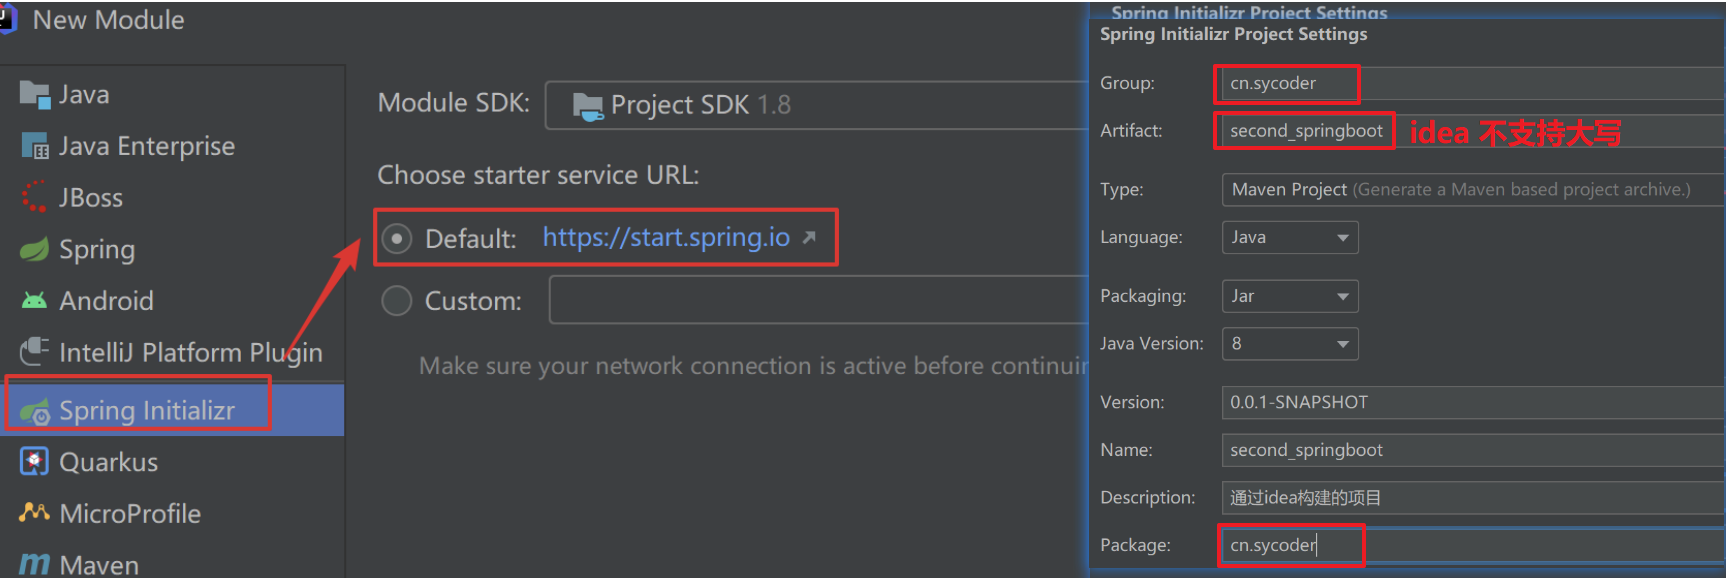 New Module
Java
Java Enterprise
JBoss
Spring
Android
IntelliJ Platform Plugin
Spring Initializr
Quarkus
MicroProfile
Maven
Module SDK: Project SDK 1.8
Choose starter service URL:
Default: https://start.spring.io
Custom:
Make sure your network connection is active before continuin
Spring Initializr Project Settings
Spring Initializr Project Settings
Group: cn.sycoder
Artifact: second_springboot idea 不支持大写
Type: Maven Project (Generate a Maven based project archive.)
Language: Java
Packaging: Jar
Java Version: 8
Version: 0.0.1-SNAPSHOT
Name: second_springboot
Description: 通过idea构建的项目
Package: cn.sycoder